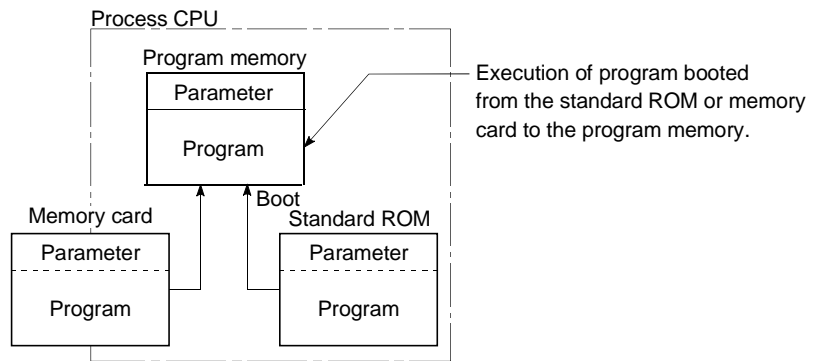 Process CPU
Program memory
Parameter
Program
Execution of program booted
from the standard ROM or memory
card to the program memory.
Boot
Memory card
Parameter
Program
Standard ROM
Parameter
Program